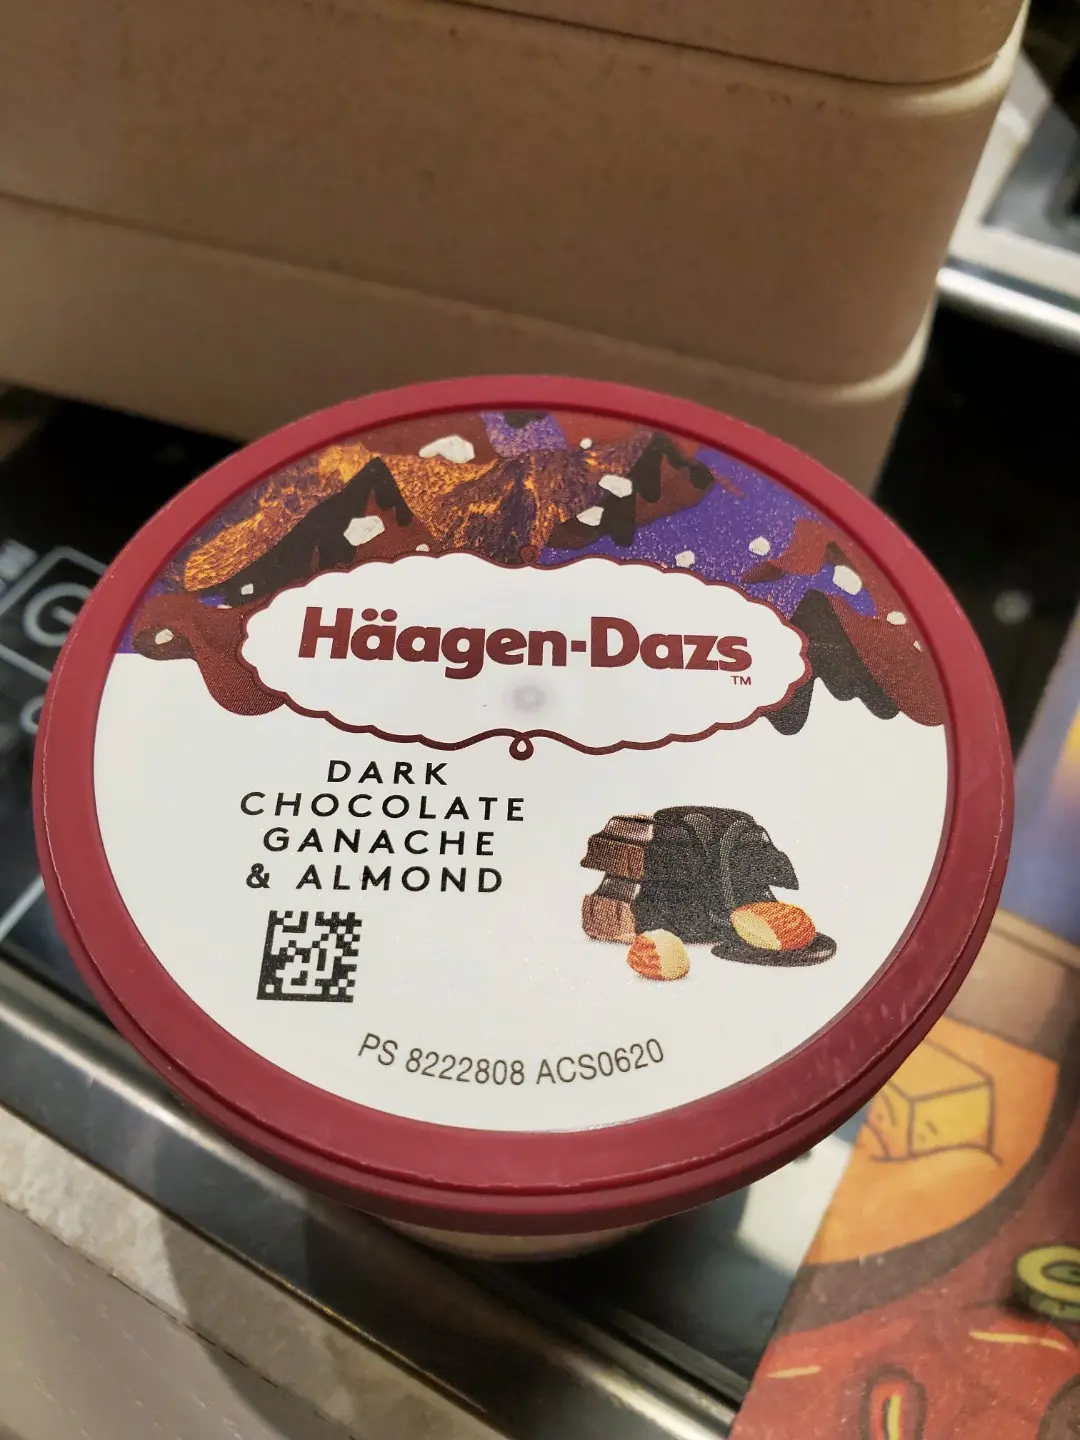 Häagen-Dazs
TM
DARK
CHOCOLATE
GANACHE
& ALMOND
PS 8222808 ACS0620